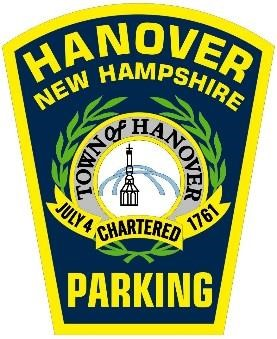 HANOVER
NEW HAMPSHIRE
TOWN of HANOVER
JULY 4 CHARTERED 1761
PARKING